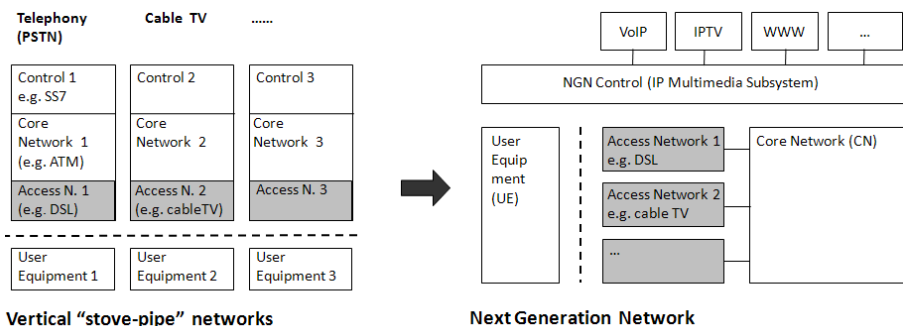 Telephony
(PSTN)
Cable TV
......
Control 1
e.g. SS7
Control 2
Control 3
Core
Network 1
(e.g. ATM)
Core
Network 2
Core
Network 3
Access N. 1
(e.g. DSL)
Access N. 2
(e.g. cableTV)
Access N. 3
User
Equipment 1
User
Equipment 2
User
Equipment 3
Vertical “stove-pipe” networks
VoIP
IPTV
WWW
...
NGN Control (IP Multimedia Subsystem)
User
Equip
ment
(UE)
Access Network 1
e.g. DSL
Access Network 2
e.g. cable TV
...
Core Network (CN)
Next Generation Network